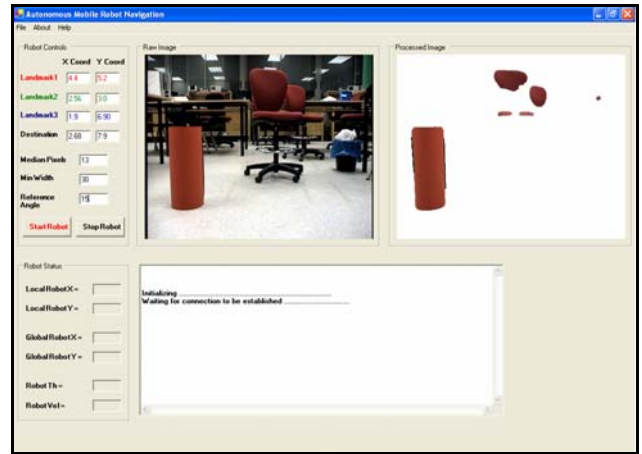 Autonomous Mobile Robot Navigation
File About Help
Robot Controls
X Coord Y Coord
Landmark1 4.4 5.2
Landmark2 2.56 3.0
Landmark3 1.9 6.90
Destination 2.68 7.9
Median Pixels 13
Min Width 30
Reference
Angle 15
Start Robot Stop Robot
Raw Image
Processed Image
Robot Status
Local Robot X =
Local Robot Y =
Global Robot X =
Global Robot Y =
Robot Th =
Robot Vel =
Initializing ................................................................
Waiting for connection to be established ............................